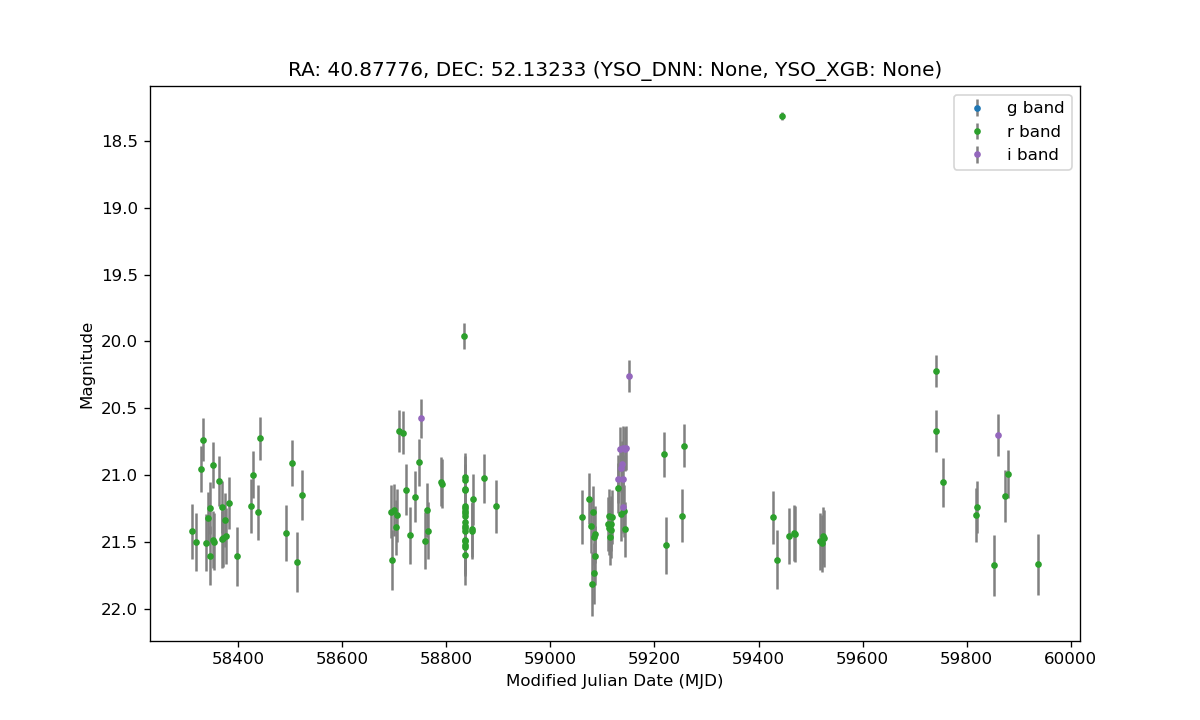 RA: 40.87776, DEC: 52.13233 (YSO_DNN: None, YSO_XGB: None)
g band
r band
i band
18.5
19.0
19.5
20.0
20.5
21.0
21.5
22.0
Magnitude
58400 58600 58800 59000 59200 59400 59600 59800 60000
Modified Julian Date (MJD)